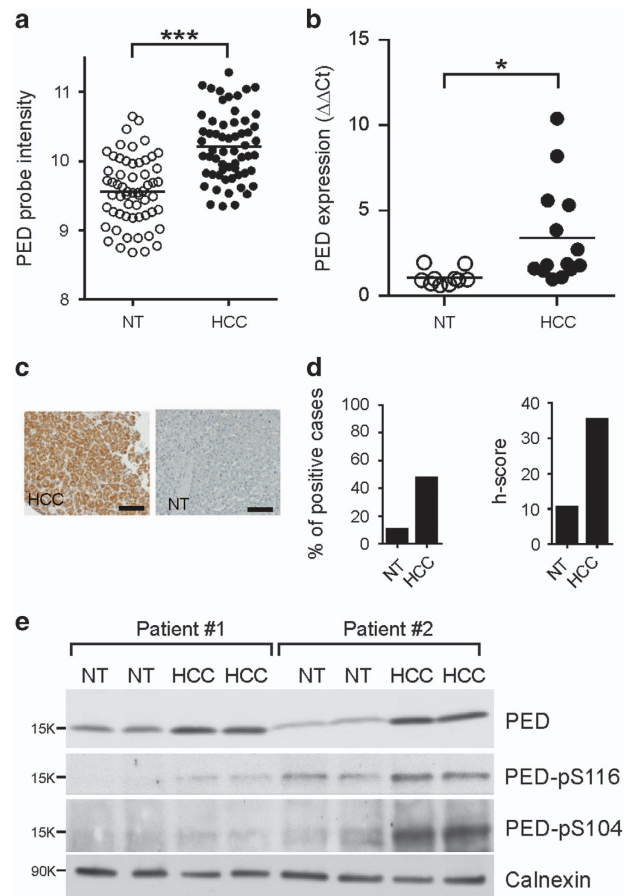 a
***
PED probe intensity
11
10
9
8
NT HCC
b
*
PED expression (ΔΔCt)
15
10
5
0
NT HCC
c
HCC
NT
d
% of positive cases
100
80
60
40
20
0
NT HCC
h-score
40
30
20
10
0
NT HCC
e
Patient #1 Patient #2
NT NT HCC HCC NT NT HCC HCC
15K PED
15K PED-pS116
15K PED-pS104
90K Calnexin